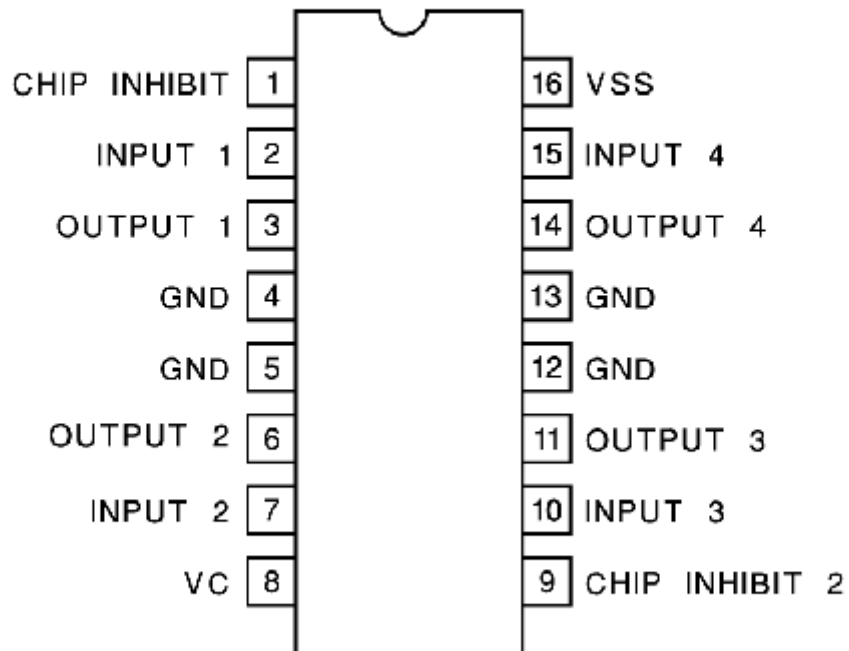 CHIP INHIBIT 1 16 VSS
INPUT 1 2 15 INPUT 4
OUTPUT 1 3 14 OUTPUT 4
GND 4 13 GND
GND 5 12 GND
OUTPUT 2 6 11 OUTPUT 3
INPUT 2 7 10 INPUT 3
VC 8 9 CHIP INHIBIT 2